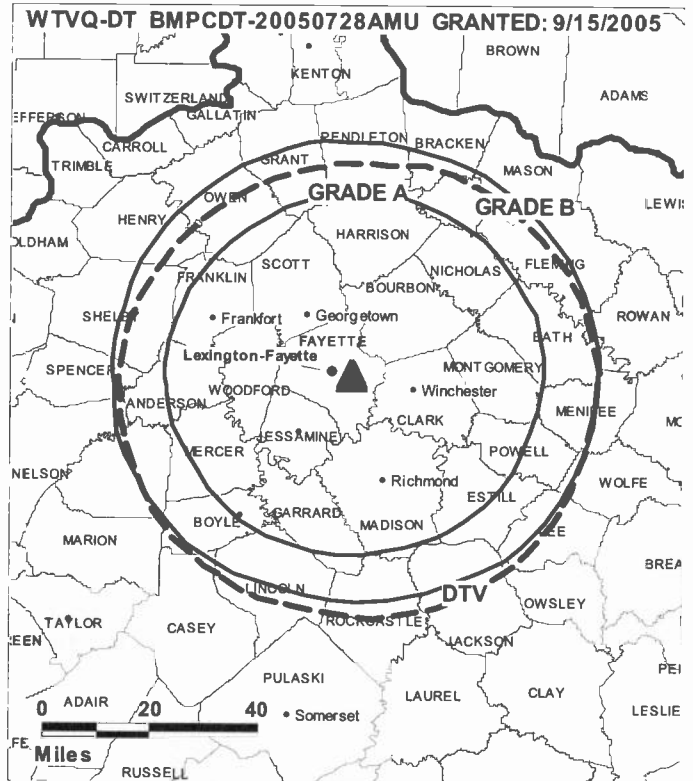 WTVQ-DT BMPCDT-20050728AMU GRANTED: 9/15/2005
BROWN
KENTON
ADAMS
SWITZERLAND
GALLATIN
EFFERSON
PENDLETON
BRACKEN
CARROLL
GRANT
MASON
TRIMBLE
OWEN
GRADE A
GRADE B
LEWIS
HENRY
HARRISON
OLDHAM
SCOTT
FLEMING
FRANKLIN
NICHOLAS
BOURBON
SHELBY
Frankfort
Georgetown
ROWAN
FAYETTE
BATH
Lexington-Fayette
SPENCER
MONTGOMERY
WOODFORD
Winchester
ANDERSON
MENIFEE
CLARK
MO
JESSAMINE
MERCER
POWELL
NELSON
Richmond
WOLFE
ESTILL
GARRARD
BOYLE
MADISON
MARION
LEE
BREA
LINCOLN
DTV
OWSLEY
TAYLOR
ROCKCASTLE
CASEY
EEN
JACKSON
PULASKI
PE
LAUREL
CLAY
ADAIR
LESLIE
0 20 40
Somerset
Miles
RUSSELL